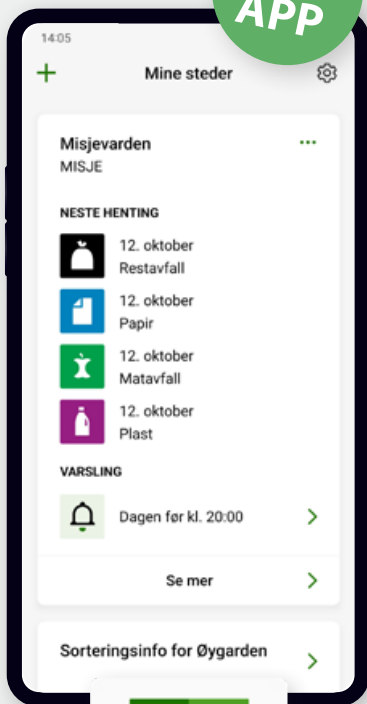 APP
14:05
Mine steder
Misjevarden
MISJE
NESTE HENTING
12. oktober
Restavfall
12. oktober
Papir
12. oktober
Matavfall
12. oktober
Plast
VARSLING
Dagen før kl. 20:00
Se mer
Sorteringsinfo for Øygarden